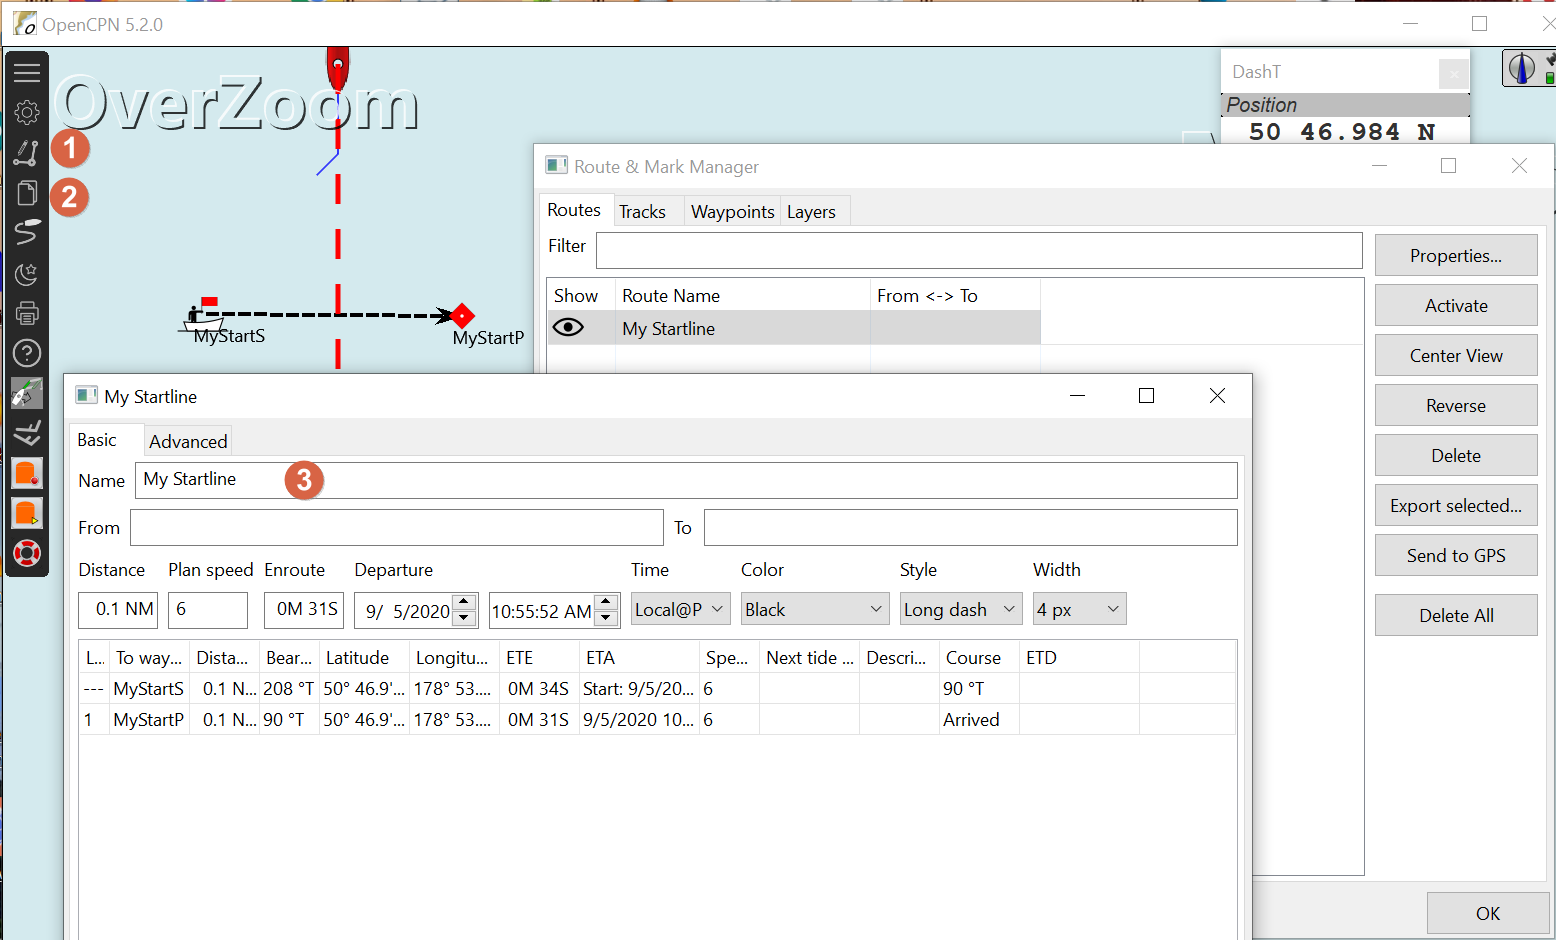 OpenCPN 5.2.0
OverZoom
1
2
DashT
Position
50 46.984 N
MyStartS
MyStartP
Route & Mark Manager
Routes Tracks Waypoints Layers
Filter
Show Route Name From <-> To
My Startline
Properties...
Activate
Center View
Reverse
Delete
Export selected...
Send to GPS
Delete All
OK
My Startline
Basic Advanced
Name My Startline 3
From To
Distance Plan speed Enroute Departure Time Color Style Width
0.1 NM 6 0M 31S 9/ 5/2020 10:55:52 AM Local@P Black Long dash 4 px
L... To way... Dista... Bear... Latitude Longitu... ETE ETA Spe... Next tide ... Descri... Course ETD
--- MyStartS 0.1 N... 208 °T 50° 46.9'... 178° 53.... 0M 34S Start: 9/5/20... 6 90 °T
1 MyStartP 0.1 N... 90 °T 50° 46.9'... 178° 53.... 0M 31S 9/5/2020 10... 6 Arrived